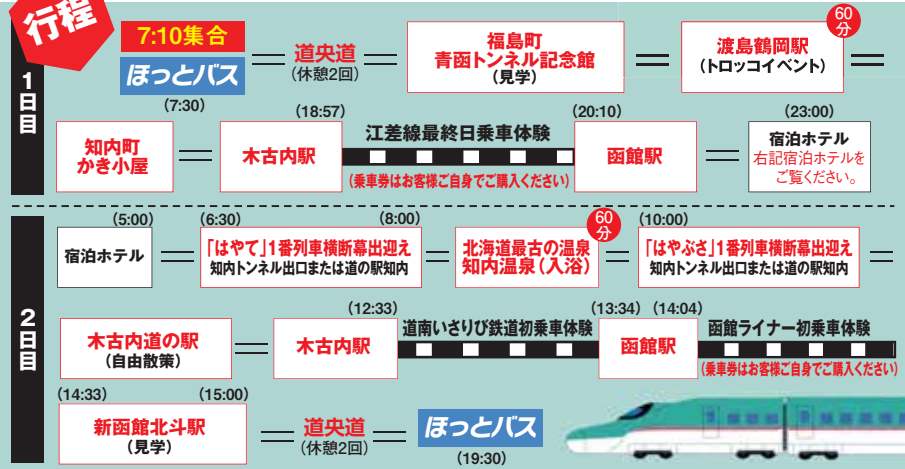 行程
1日目
7:10集合
ほっとバス
(7:30)
道央道
(休憩2回)
福島町
青函トンネル記念館
(見学)
60分
渡島鶴岡駅
(トロッコイベント)
知内町
かき小屋
(18:57)
木古内駅
江差線最終日乗車体験
(乗車券はお客様ご自身でご購入ください)
(20:10)
函館駅
(23:00)
宿泊ホテル
右記宿泊ホテルを
ご覧ください。
2日目
(5:00)
宿泊ホテル
(6:30)
(8:00)
「はやて」1番列車横断幕出迎え
知内トンネル出口または道の駅知内
60分
北海道最古の温泉
知内温泉(入浴)
(10:00)
「はやぶさ」1番列車横断幕出迎え
知内トンネル出口または道の駅知内
木古内道の駅
(自由散策)
(12:33)
木古内駅
道南いさりび鉄道初乗車体験
(13:34)
(14:04)
函館駅
函館ライナー初乗車体験
(乗車券はお客様ご自身でご購入ください)
(14:33)
(15:00)
新函館北斗駅
(見学)
道央道
(休憩2回)
ほっとバス
(19:30)